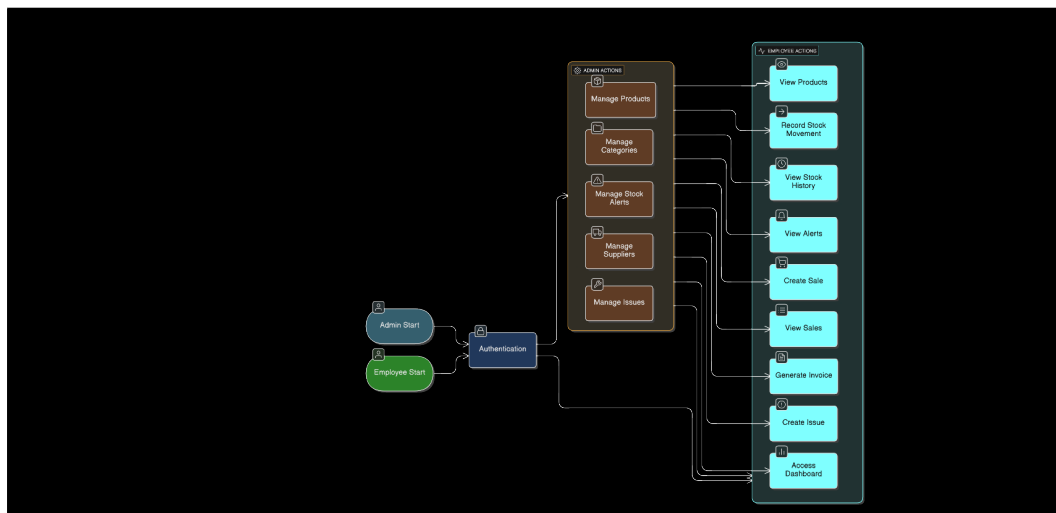 EMPLOYEE ACTIONS
View Products
Record Stock
Movement
View Stock
History
View Alerts
Create Sale
View Sales
Generate Invoice
Create Issue
Access
Dashboard
ADMIN ACTIONS
Manage Products
Manage
Categories
Manage Stock
Alerts
Manage
Suppliers
Manage Issues
Admin Start
Authentication
Employee Start